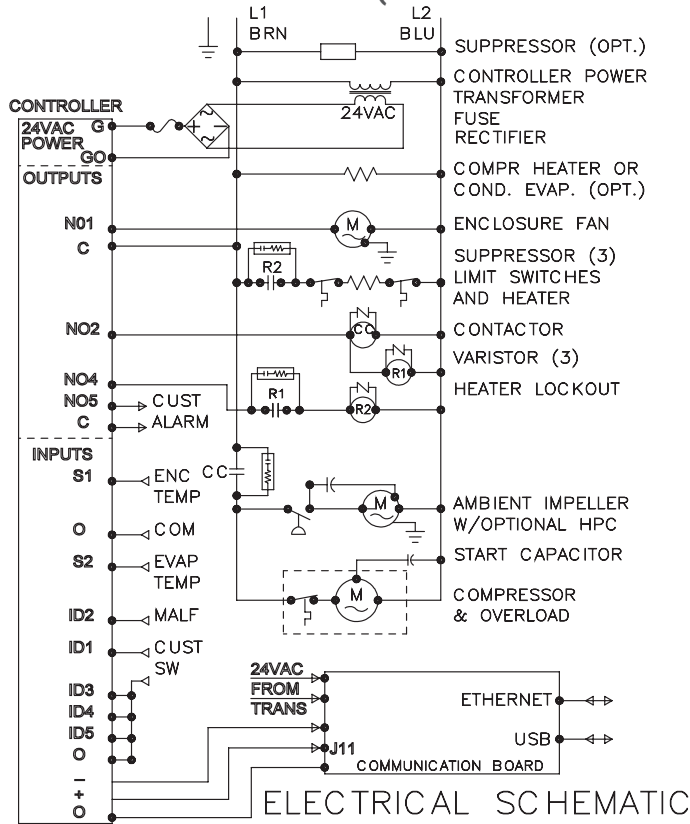 L1
BRN
L2
BLU
SUPPRESSOR (OPT.)
CONTROLLER POWER
TRANSFORMER
FUSE
RECTIFIER
24VAC
CONTROLLER
24VAC
POWER
G
GO
OUTPUTS
COMPR HEATER OR
COND. EVAP. (OPT.)
N01
C
M
ENCLOSURE FAN
R2
SUPPRESSOR (3)
LIMIT SWITCHES
AND HEATER
NO2
CC
CONTACTOR
R1
VARISTOR (3)
HEATER LOCKOUT
NO4
R1
R2
NO5
C
CUST
ALARM
INPUTS
S1
ENC
TEMP
CC
M
AMBIENT IMPELLER
W/OPTIONAL HPC
O
COM
S2
EVAP
TEMP
START CAPACITOR
M
COMPRESSOR
& OVERLOAD
ID2
MALF
ID1
CUST
SW
ID3
ID4
ID5
O
-
+
O
24VAC
FROM
TRANS
J11
ETHERNET
USB
COMMUNICATION BOARD
ELECTRICAL SCHEMATIC